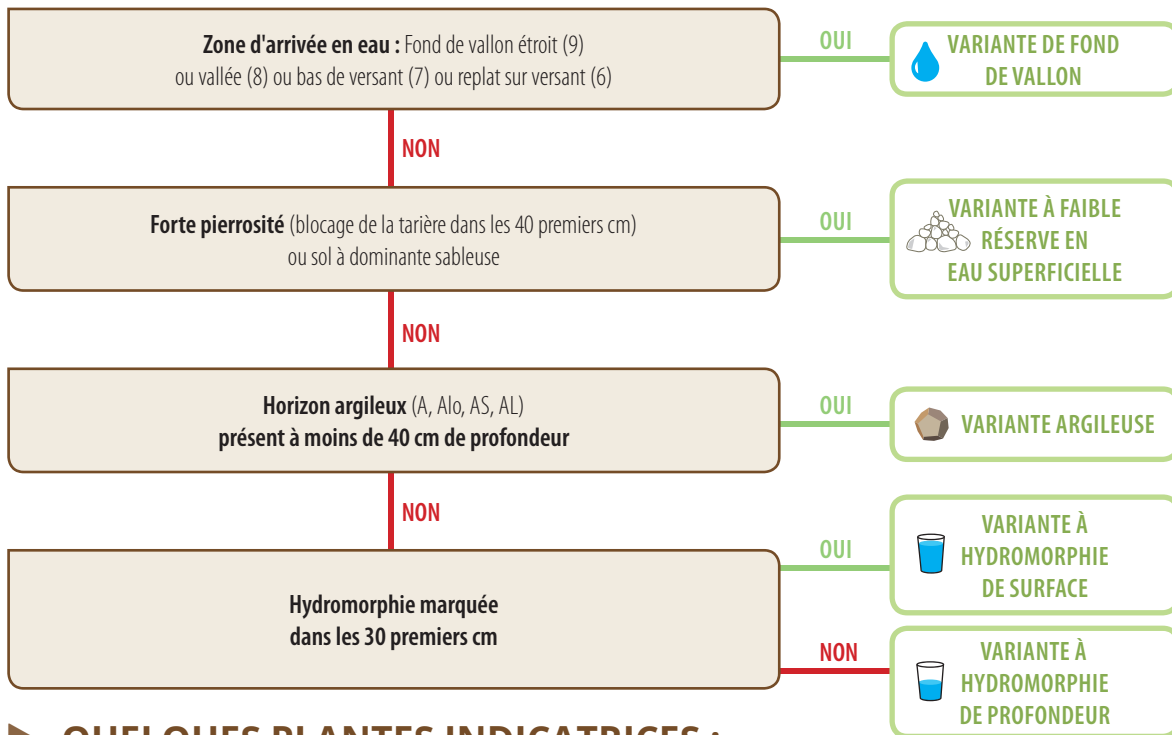 Zone d'arrivée en eau : Fond de vallon étroit (9)
ou vallée (8) ou bas de versant (7) ou replat sur versant (6)
OUI
VARIANTE DE FOND
DE VALLON
NON
Forte pierrosité (blocage de la tarière dans les 40 premiers cm)
ou sol à dominante sableuse
OUI
VARIANTE À FAIBLE
RÉSERVE EN
EAU SUPERFICIELLE
NON
Horizon argileux (A, Alo, AS, AL)
présent à moins de 40 cm de profondeur
OUI
VARIANTE ARGILEUSE
NON
Hydromorphie marquée
dans les 30 premiers cm
OUI
VARIANTE À
HYDROMORPHIE
DE SURFACE
NON
VARIANTE À
HYDROMORPHIE
DE PROFONDEUR
QUELQUES PLANTES INDICATRICES :